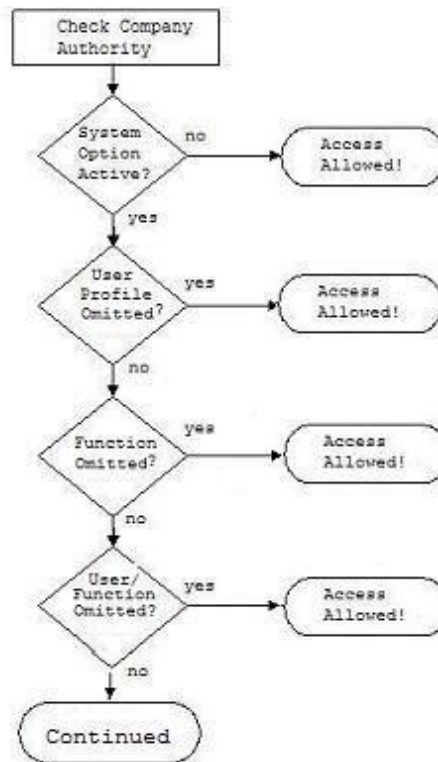 Check Company
Authority
System
Option
Active?
no
Access
Allowed!
yes
User
Profile
Omitted?
yes
Access
Allowed!
no
Function
Omitted?
yes
Access
Allowed!
no
User/
Function
Omitted?
yes
Access
Allowed!
no
Continued